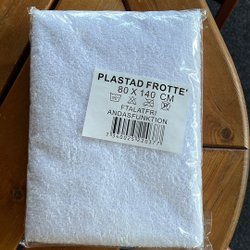 PLASTAD FROTTE'
80 X 140 CM
FTALATFRI
ANDASFUNKTION